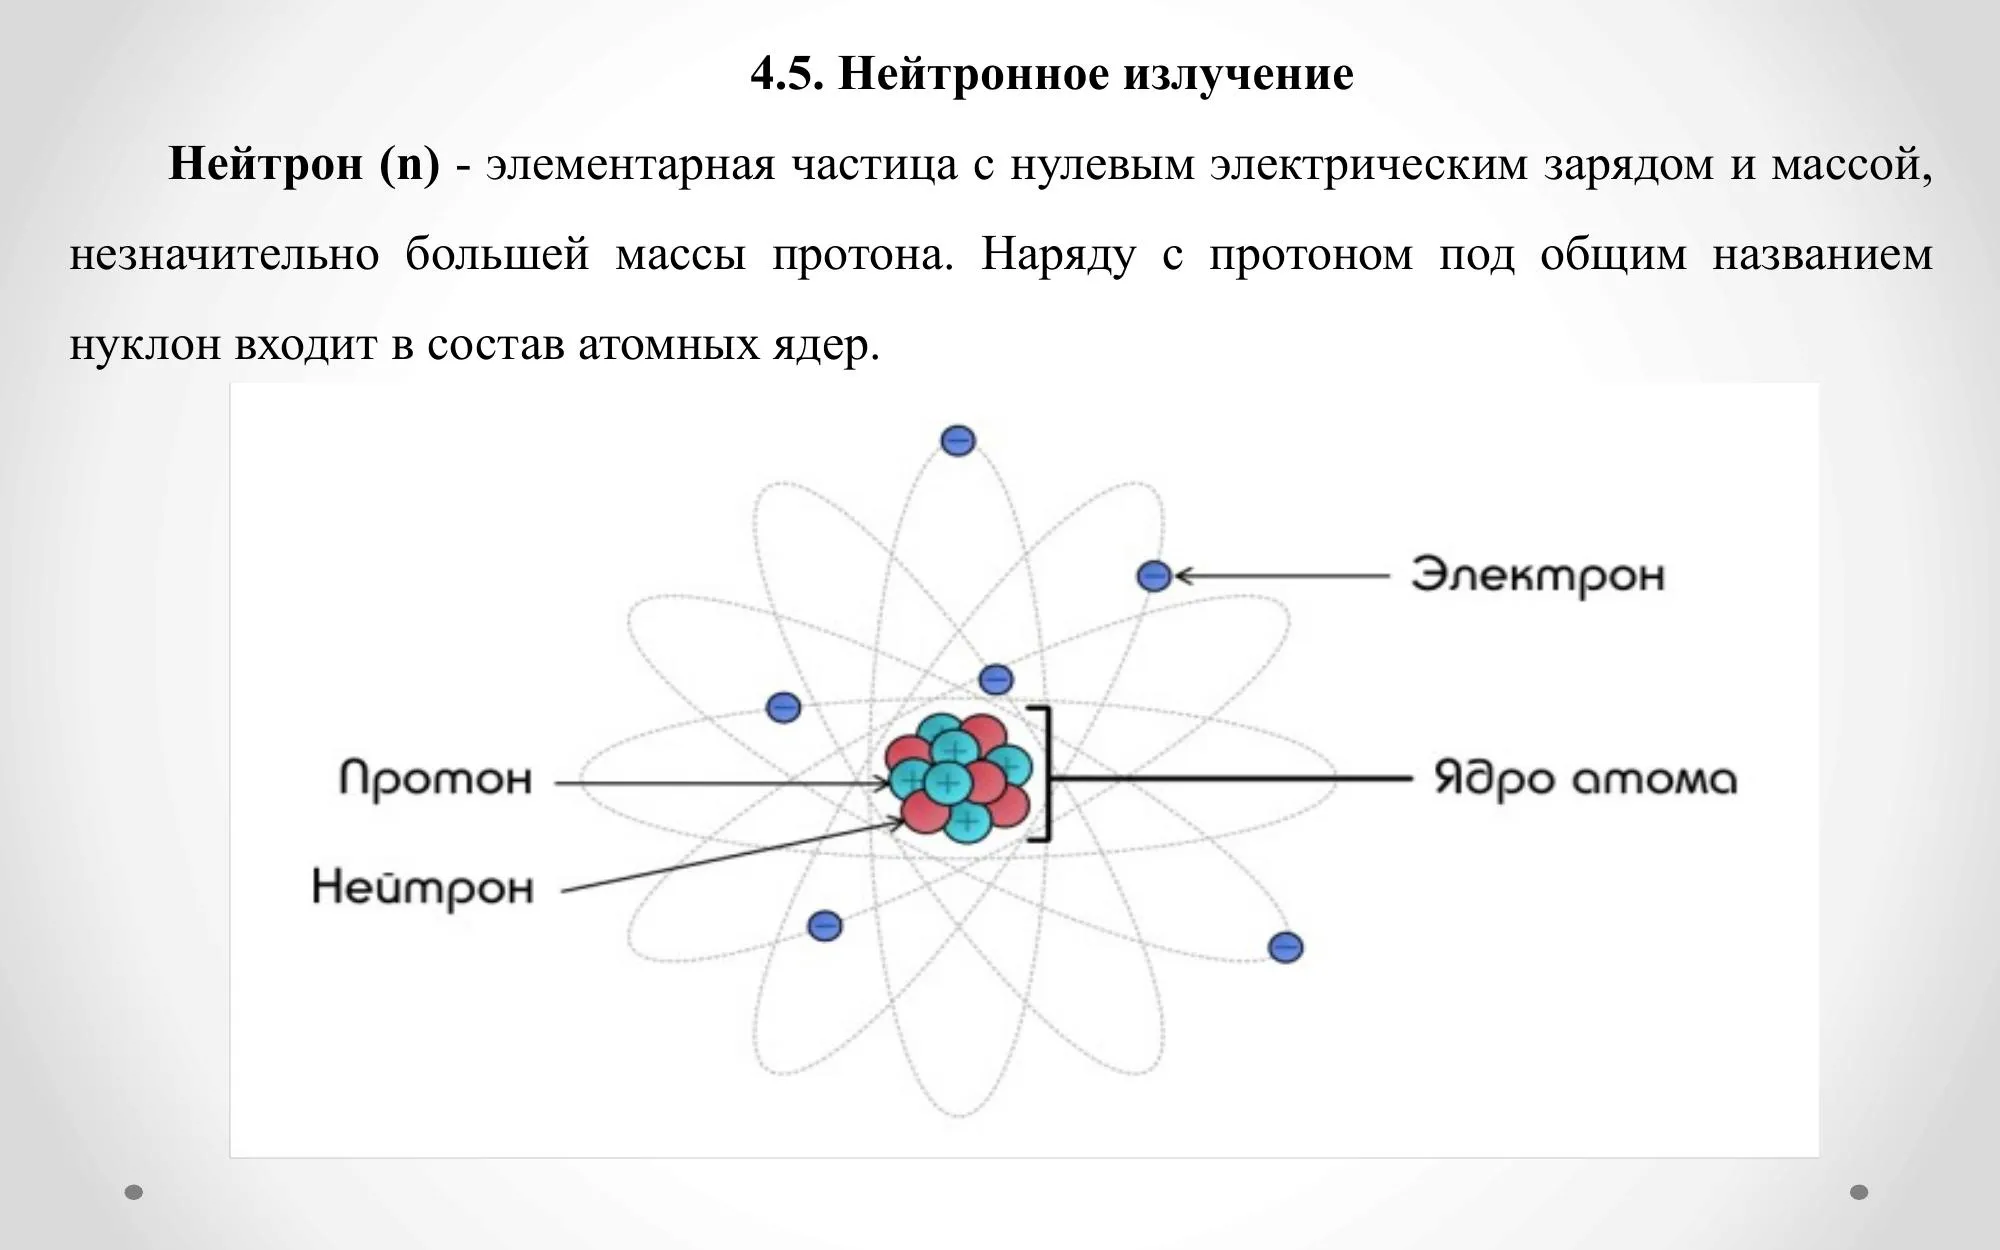 4.5. Нейтронное излучение
Нейтрон (n) - элементарная частица с нулевым электрическим зарядом и массой,
незначительно большей массы протона. Наряду с протоном под общим названием
нуклон входит в состав атомных ядер.
Электрон
Протон
Ядро атома
Нейтрон